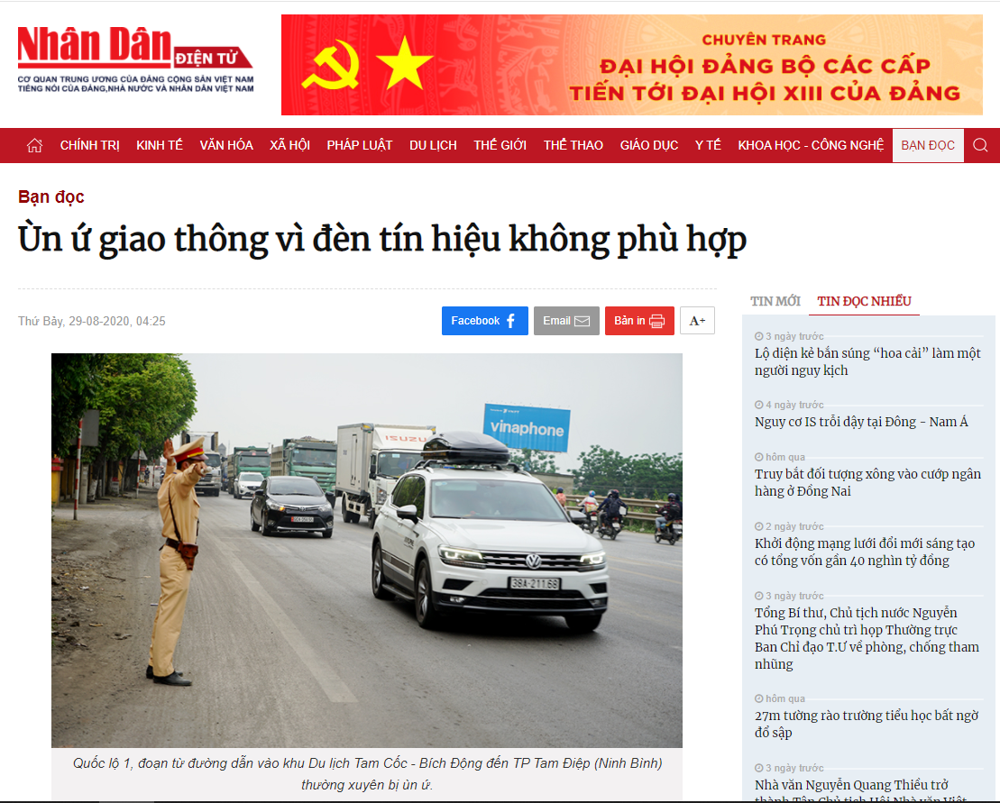 Nhân Dân
ĐIỆN TỬ
CƠ QUAN TRUNG ƯƠNG CỦA ĐẢNG CỘNG SẢN VIỆT NAM
TIẾNG NÓI CỦA ĐẢNG,NHÀ NƯỚC VÀ NHÂN DÂN VIỆT NAM
CHUYÊN TRANG
ĐẠI HỘI ĐẢNG BỘ CÁC CẤP
TIẾN TỚI ĐẠI HỘI XIII CỦA ĐẢNG
CHÍNH TRỊ KINH TẾ VĂN HÓA XÃ HỘI PHÁP LUẬT DU LỊCH THẾ GIỚI THỂ THAO GIÁO DỤC Y TẾ KHOA HỌC - CÔNG NGHỆ BẠN ĐỌC
Bạn đọc
Ùn ứ giao thông vì đèn tín hiệu không phù hợp
Thứ Bảy, 29-08-2020, 04:25
Facebook Email Bản in A+
vinaphone
ISUZU
38A-211.68
Quốc lộ 1, đoạn từ đường dẫn vào khu Du lịch Tam Cốc - Bích Động đến TP Tam Điệp (Ninh Bình)
thường xuyên bị ùn ứ.
TIN MỚI TIN ĐỌC NHIỀU
3 ngày trước
Lộ diện kẻ bắn súng “hoa cải” làm một
người nguy kịch
4 ngày trước
Nguy cơ IS trỗi dậy tại Đông - Nam Á
hôm qua
Truy bắt đối tượng xông vào cướp ngân
hàng ở Đồng Nai
2 ngày trước
Khởi động mạng lưới đổi mới sáng tạo
có tổng vốn gần 40 nghìn tỷ đồng
3 ngày trước
Tổng Bí thư, Chủ tịch nước Nguyễn
Phú Trọng chủ trì họp Thường trực
Ban Chỉ đạo T.Ư về phòng, chống tham
nhũng
hôm qua
27m tường rào trường tiểu học bất ngờ
đổ sập
3 ngày trước
Nhà văn Nguyễn Quang Thiều trở
thành Tân Chủ tịch Hội Nhà văn Việt